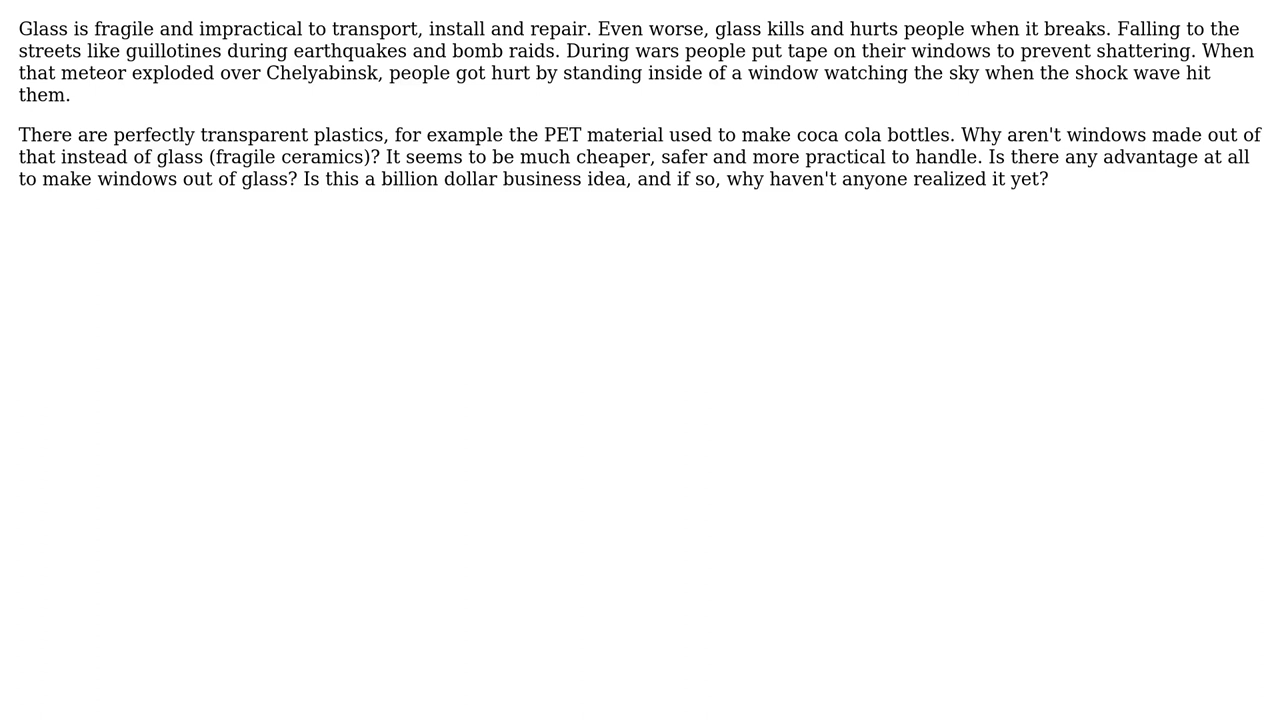 Glass is fragile and impractical to transport, install and repair. Even worse, glass kills and hurts people when it breaks. Falling to the
streets like guillotines during earthquakes and bomb raids. During wars people put tape on their windows to prevent shattering. When
that meteor exploded over Chelyabinsk, people got hurt by standing inside of a window watching the sky when the shock wave hit
them.
There are perfectly transparent plastics, for example the PET material used to make coca cola bottles. Why aren't windows made out of
that instead of glass (fragile ceramics)? It seems to be much cheaper, safer and more practical to handle. Is there any advantage at all
to make windows out of glass? Is this a billion dollar business idea, and if so, why haven't anyone realized it yet?